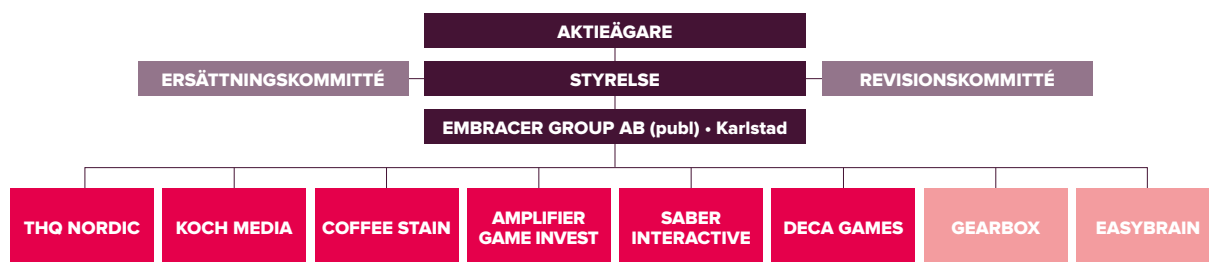 AKTIEÄGARE
ERSÄTTNINGSKOMMITTÉ
STYRELSE
REVISIONSKOMMITTÉ
EMBRACER GROUP AB (publ) • Karlstad
THQ NORDIC
KOCH MEDIA
COFFEE STAIN
AMPLIFIER
GAME INVEST
SABER
INTERACTIVE
DECA GAMES
GEARBOX
EASYBRAIN